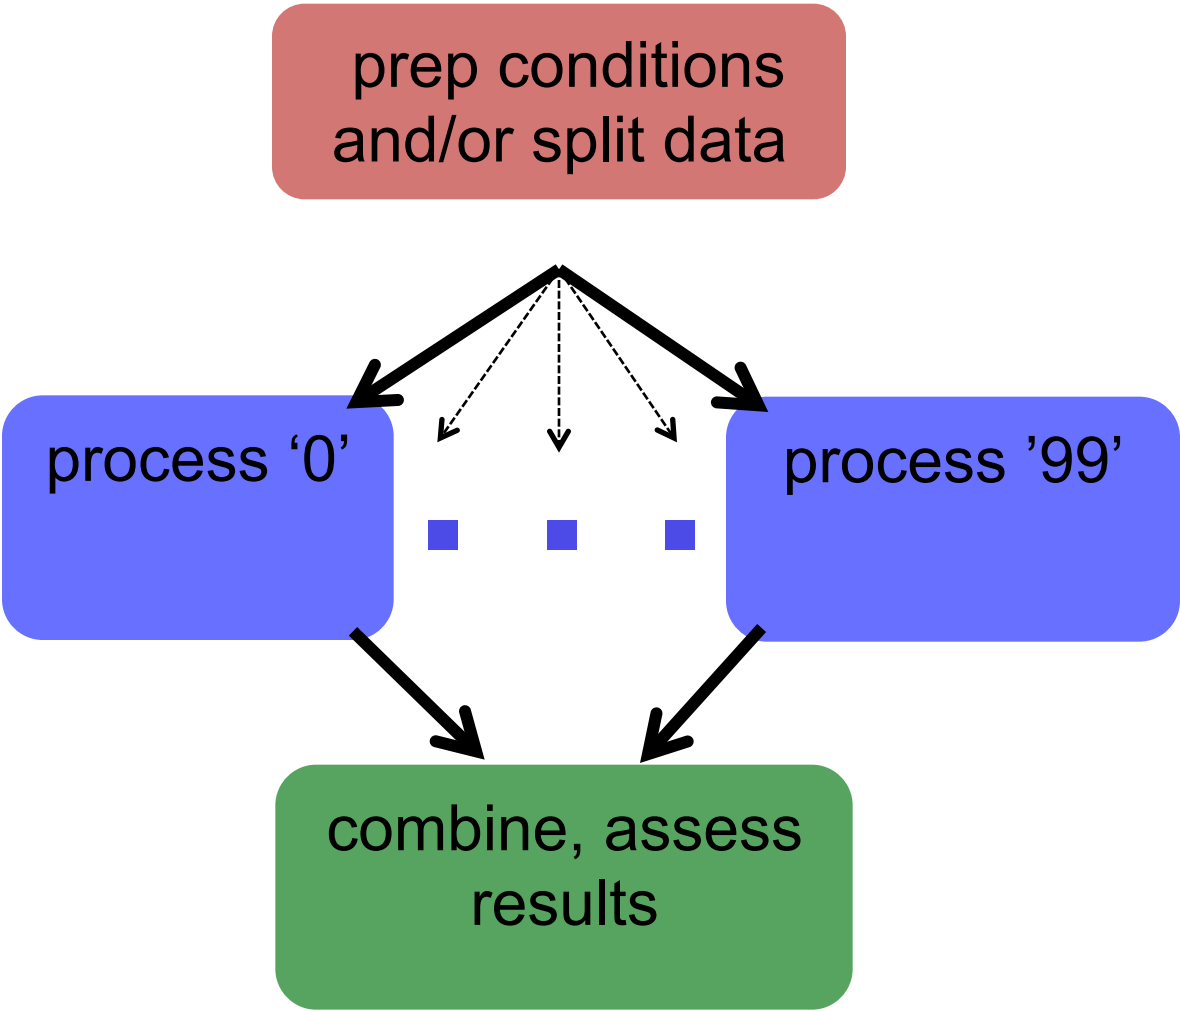 prep conditions
and/or split data
process ‘0’
process ’99’
combine, assess
results